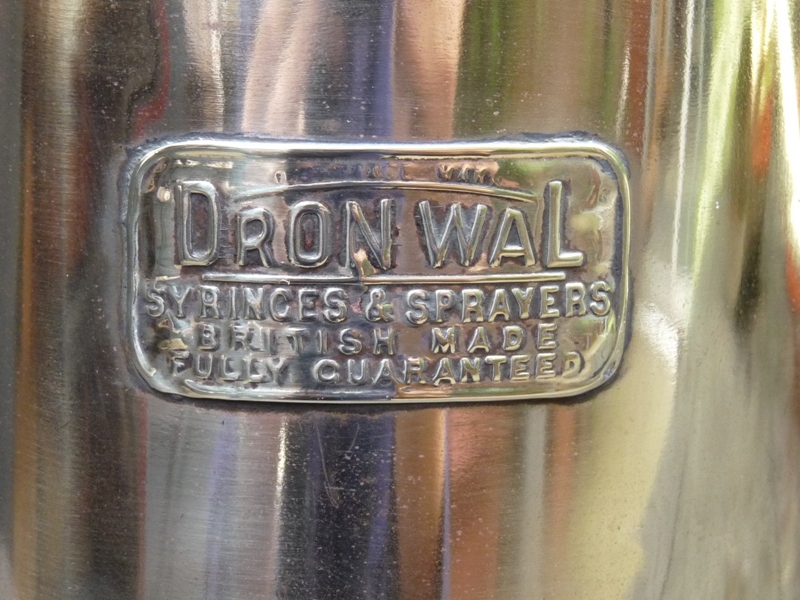 DRON WAL
SYRINGES & SPRAYERS
BRITISH MADE
FULLY GUARANTEED